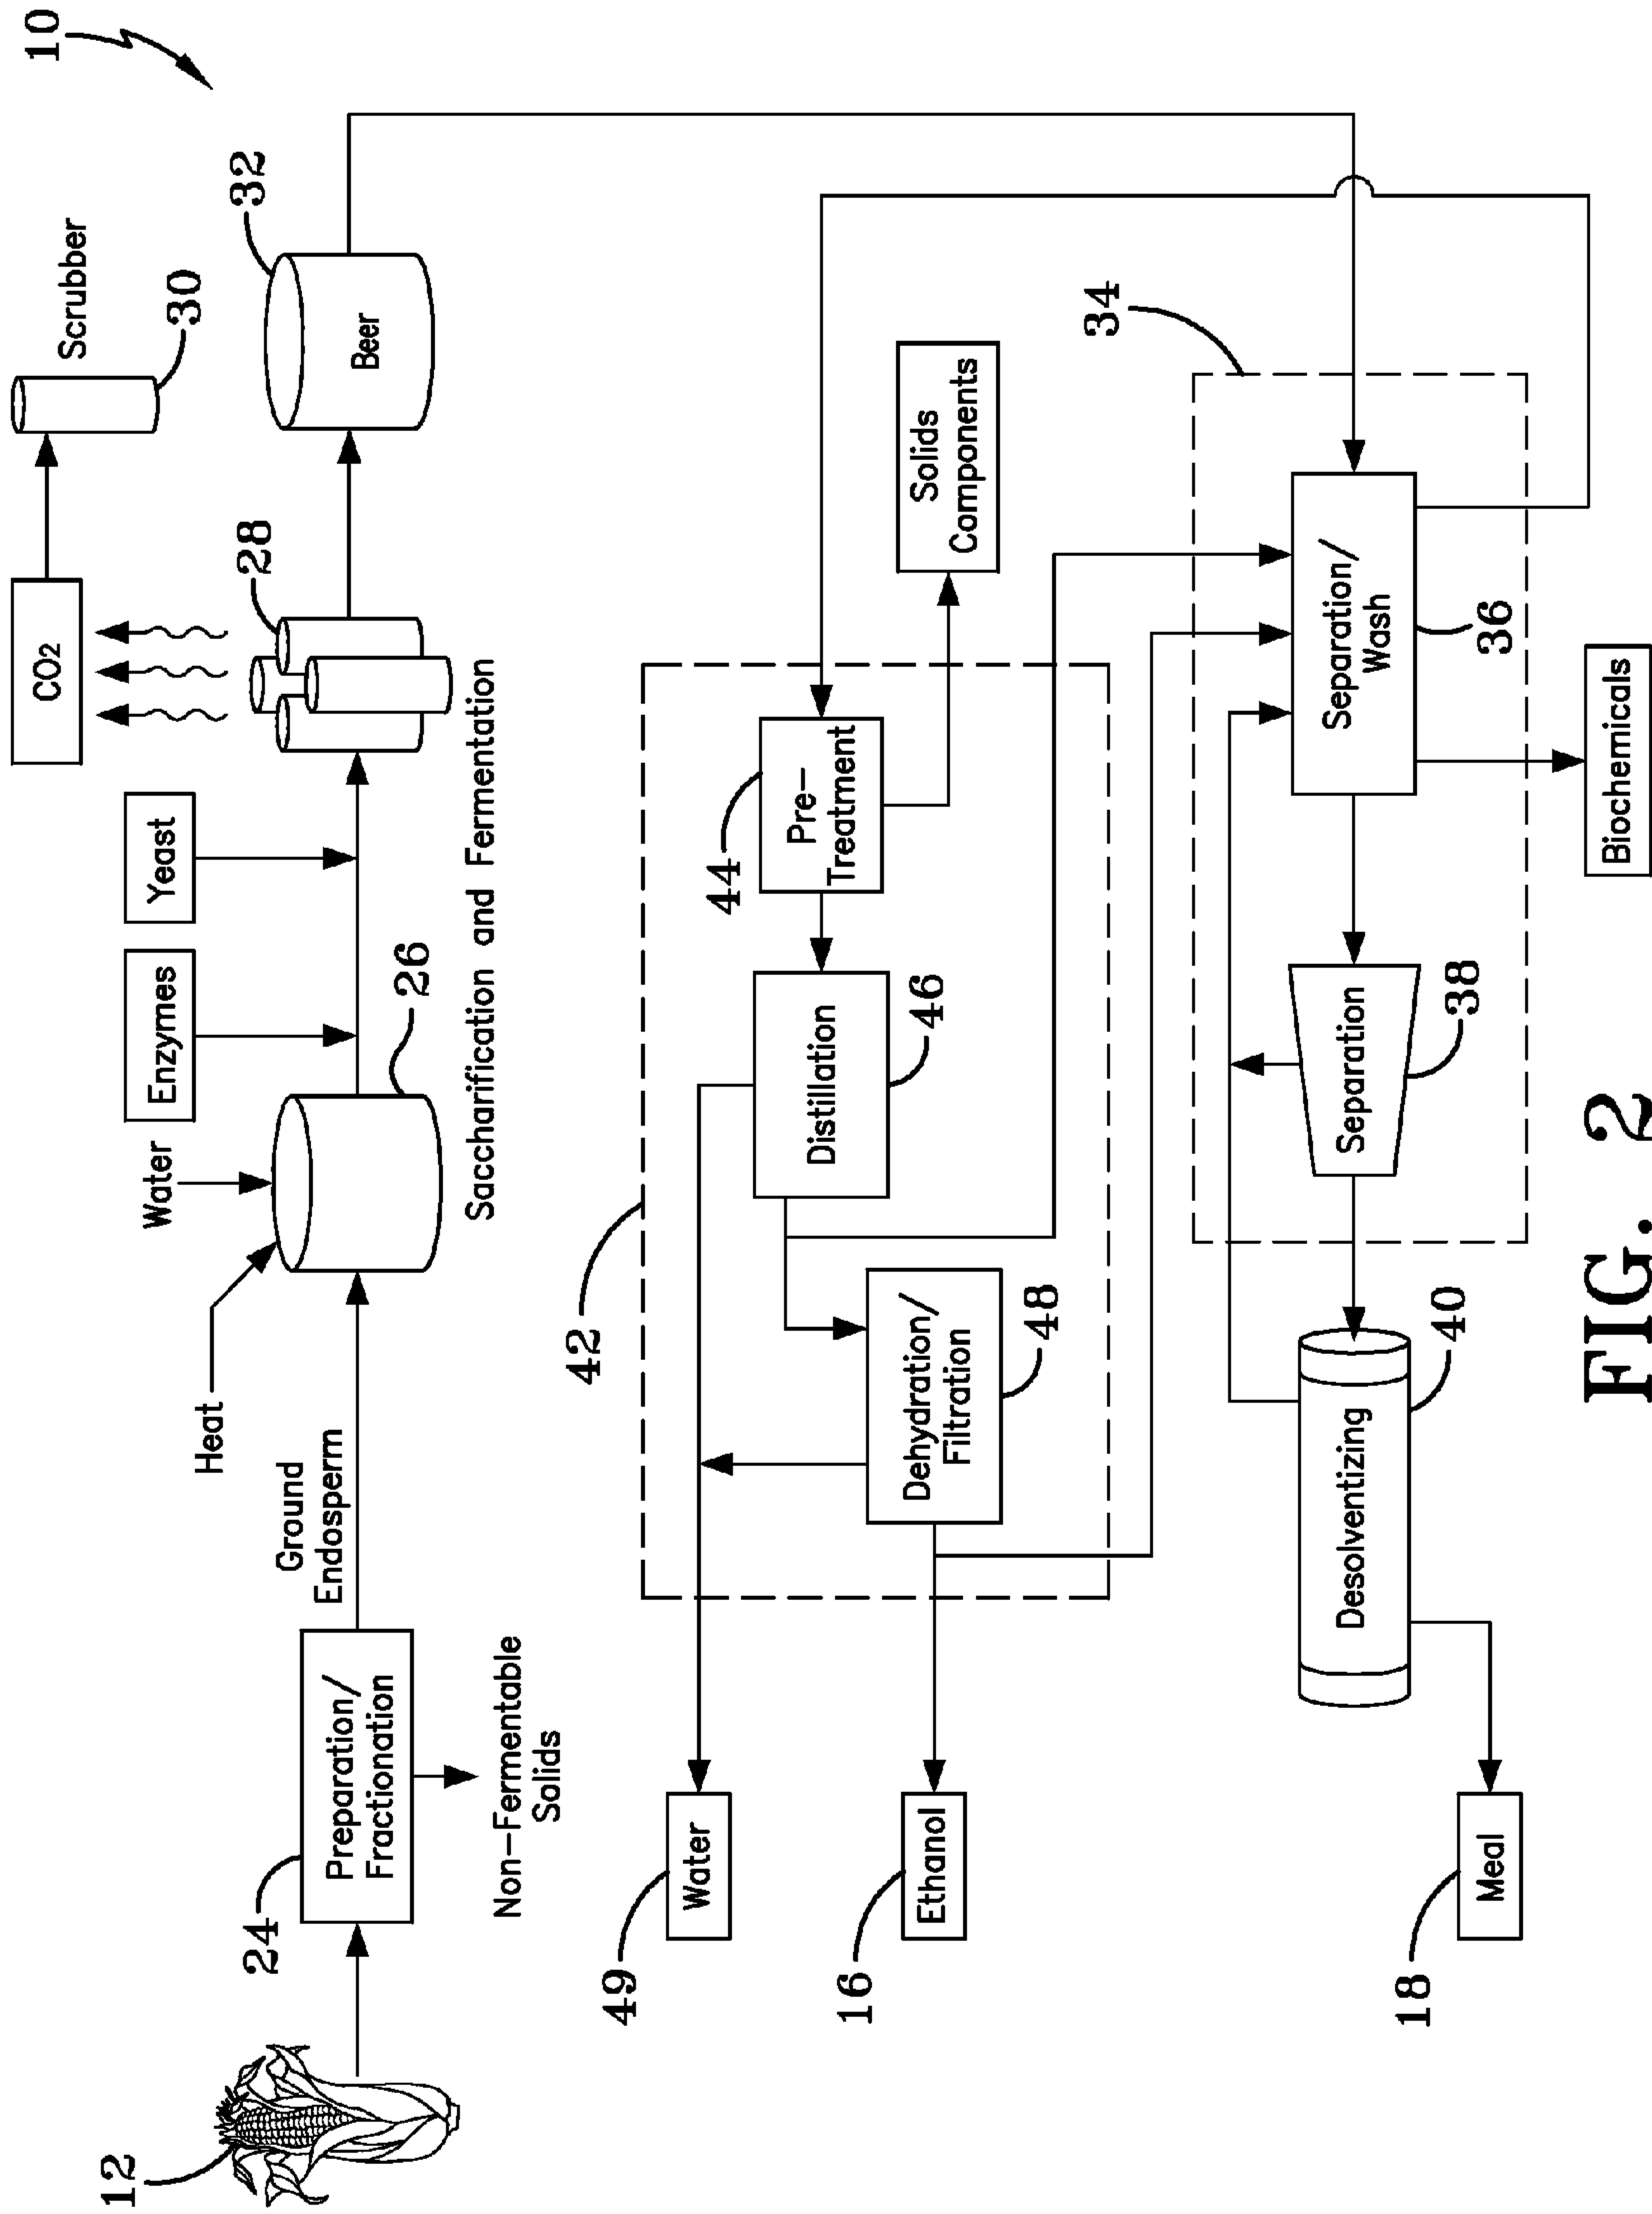 10
Scrubber
30
CO2
32
Beer
28
Yeast
Enzymes
Water
Heat
26
Saccharification and Fermentation
Ground
Endosperm
24
Preparation/
Fractionation
Non-Fermentable
Solids
12
42
44
Pre-
Treatment
Solids
Components
Distillation
46
Dehydration/
Filtration
48
49
Water
16
Ethanol
34
Separation/
Wash
36
Separation
38
Biochemicals
Desolventizing
40
18
Meal
FIG. 2